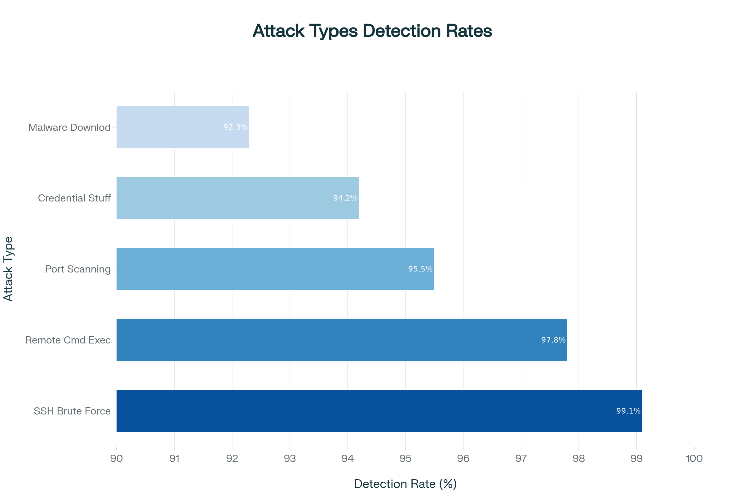 Attack Types Detection Rates
Malware Downlod
92.3%
Credential Stuff
94.2%
Port Scanning
95.5%
Attack Type
Remote Cmd Exec
97.8%
SSH Brute Force
99.1%
90 91 92 93 94 95 96 97 98 99 100
Detection Rate (%)